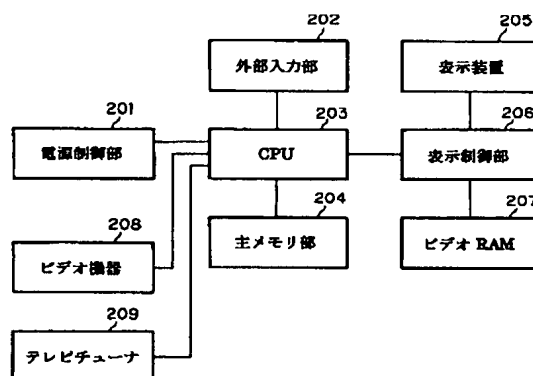 202
外部入力部
205
表示装置
201
電源制御部
203
CPU
206
表示制御部
204
主メモリ部
207
ビデオ RAM
208
ビデオ機器
209
テレビチューナ